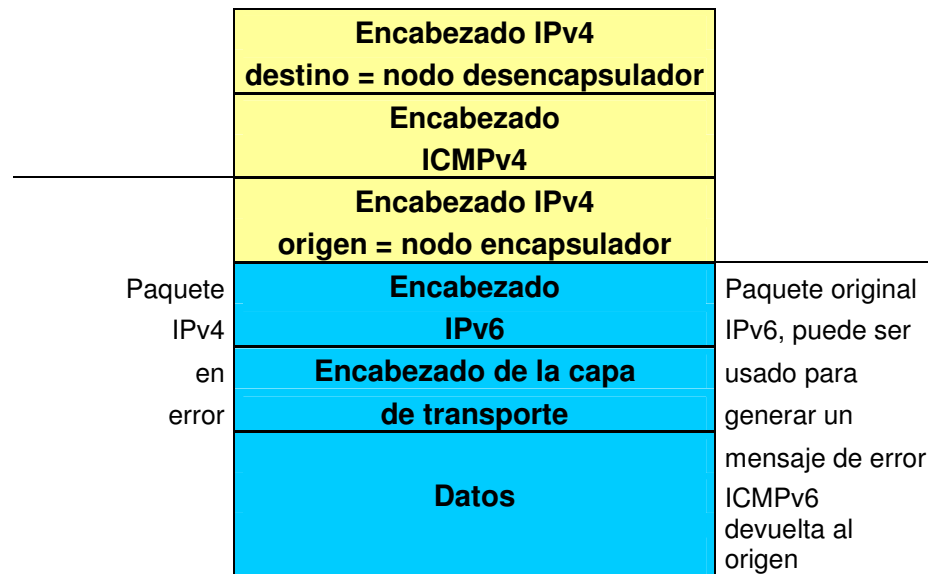 Encabezado IPv4
destino = nodo desencapsulador
Encabezado
ICMPv4
Encabezado IPv4
origen = nodo encapsulador
Paquete
IPv4
en
error
Encabezado
IPv6
Encabezado de la capa
de transporte
Datos
Paquete original
IPv6, puede ser
usado para
generar un
mensaje de error
ICMPv6
devuelta al
origen